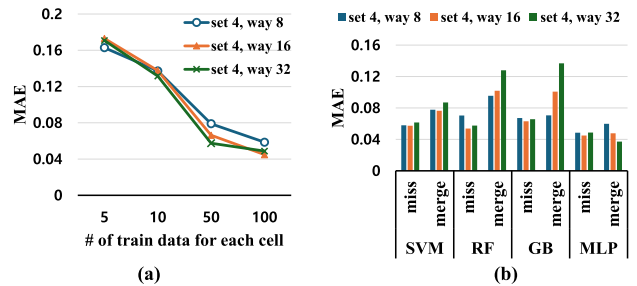 0.2
0.16
0.12
0.08
0.04
0
MAE
set 4, way 8
set 4, way 16
set 4, way 32
5 10 50 100
# of train data for each cell
(a)
set 4, way 8 set 4, way 16 set 4, way 32
0.16
0.12
0.08
0.04
0
MAE
miss merge miss merge miss merge miss merge
SVM RF GB MLP
(b)